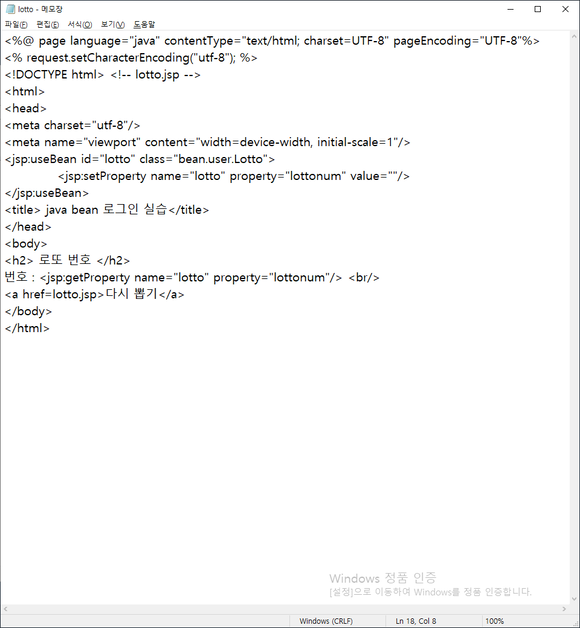 lotto - 메모장
파일(F) 편집(E) 서식(O) 보기(V) 도움말
<%@ page language="java" contentType="text/html; charset=UTF-8" pageEncoding="UTF-8"%>
<% request.setCharacterEncoding("utf-8"); %>
<!DOCTYPE html> <!-- lotto.jsp -->
<html>
<head>
<meta charset="utf-8"/>
<meta name="viewport" content="width=device-width, initial-scale=1"/>
<jsp:useBean id="lotto" class="bean.user.Lotto">
<jsp:setProperty name="lotto" property="lottonum" value=""/>
</jsp:useBean>
<title> java bean 로그인 실습</title>
</head>
<body>
<h2> 로또 번호 </h2>
번호 : <jsp:getProperty name="lotto" property="lottonum"/> <br/>
<a href=lotto.jsp>다시 뽑기</a>
</body>
</html>
Windows 정품 인증
[설정]으로 이동하여 Windows를 정품 인증합니다.
Windows (CRLF) Ln 18, Col 8 100%